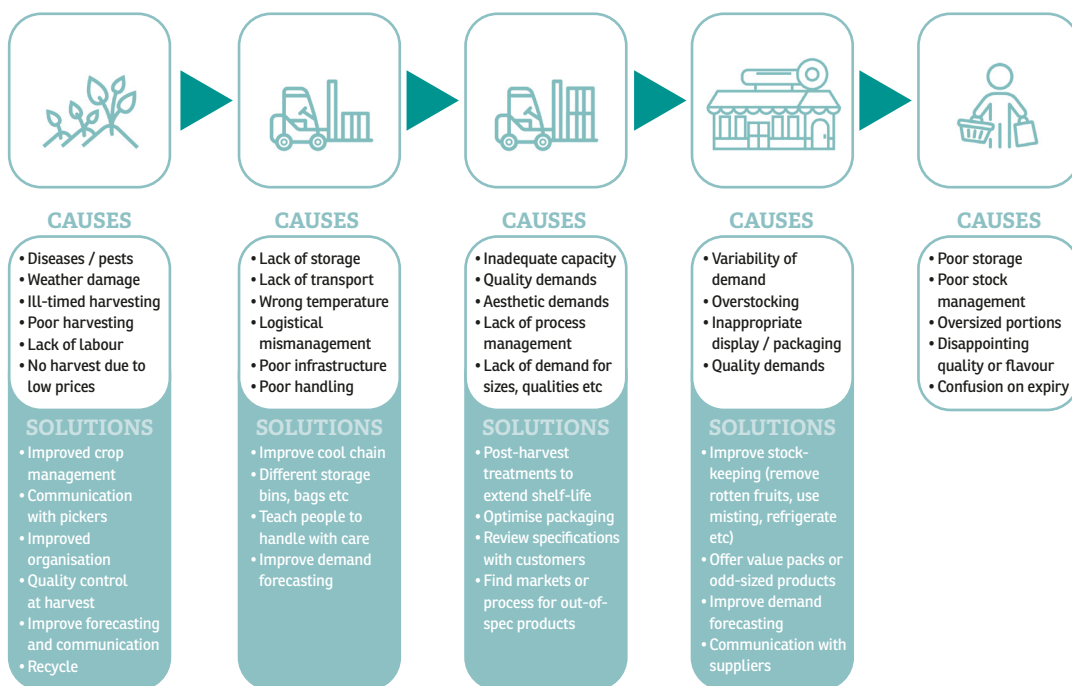 CAUSES
• Diseases / pests
• Weather damage
• Ill-timed harvesting
• Poor harvesting
• Lack of labour
• No harvest due to
low prices
SOLUTIONS
• Improved crop
management
• Communication
with pickers
• Improved
organisation
• Quality control
at harvest
• Improve forecasting
and communication
• Recycle
CAUSES
• Lack of storage
• Lack of transport
• Wrong temperature
• Logistical
mismanagement
• Poor infrastructure
• Poor handling
SOLUTIONS
• Improve cool chain
• Different storage
bins, bags etc
• Teach people to
handle with care
• Improve demand
forecasting
CAUSES
• Inadequate capacity
• Quality demands
• Aesthetic demands
• Lack of process
management
• Lack of demand for
sizes, qualities etc
SOLUTIONS
• Post-harvest
treatments to
extend shelf-life
• Optimise packaging
• Review specifications
with customers
• Find markets or
process for out-of-
spec products
CAUSES
• Variability of
demand
• Overstocking
• Inappropriate
display / packaging
• Quality demands
SOLUTIONS
• Improve stock-
keeping (remove
rotten fruits, use
misting, refrigerate
etc)
• Offer value packs or
odd-sized products
• Improve demand
forecasting
• Communication with
suppliers
CAUSES
• Poor storage
• Poor stock
management
• Oversized portions
• Disappointing
quality or flavour
• Confusion on expiry